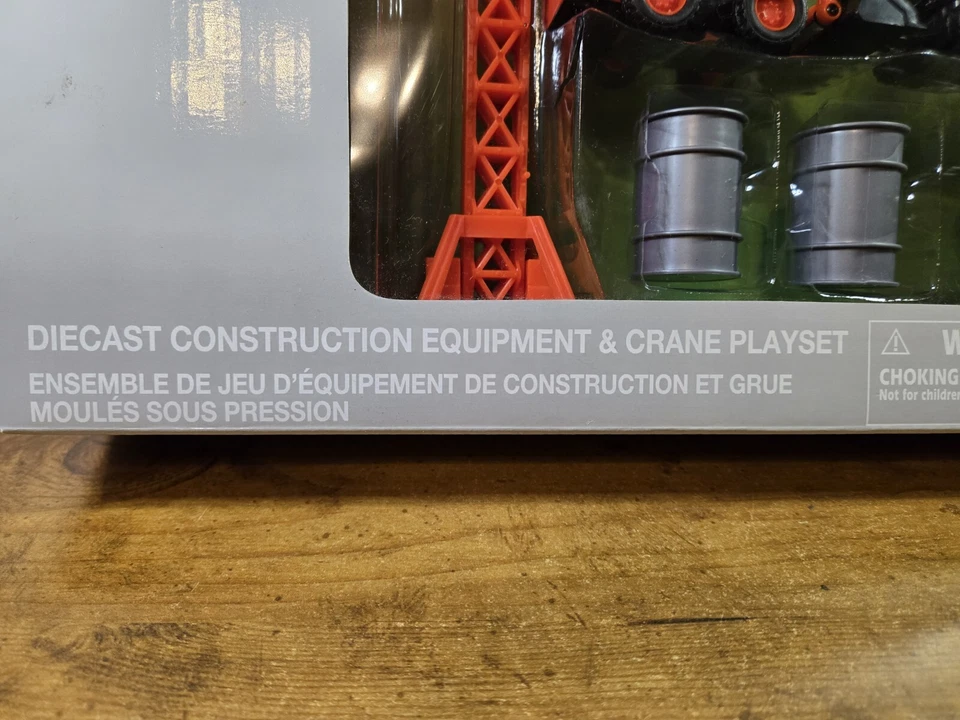 DIECAST CONSTRUCTION EQUIPMENT & CRANE PLAYSET
ENSEMBLE DE JEU D'ÉQUIPEMENT DE CONSTRUCTION ET GRUE
MOULÉS SOUS PRESSION
W
CHOKING
Not for children